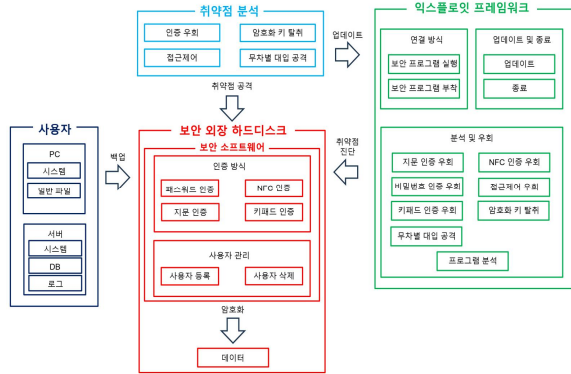 취약점 분석
인증 우회
암호화 키 탈취
접근제어
무차별 대입 공격
업데이트
취약점 공격
익스플로잇 프레임워크
연결 방식
보안 프로그램 실행
보안 프로그램 부착
업데이트 및 종료
업데이트
종료
분석 및 우회
지문 인증 우회
NFC 인증 우회
비밀번호 인증 우회
접근제어 우회
키패드 인증 우회
암호화 키 탈취
무차별 대입 공격
프로그램 분석
취약점
진단
사용자
PC
시스템
일반 파일
서버
시스템
DB
로그
백업
보안 외장 하드디스크
보안 소프트웨어
인증 방식
패스워드 인증
NFC 인증
지문 인증
키패드 인증
사용자 관리
사용자 등록
사용자 삭제
암호화
데이터